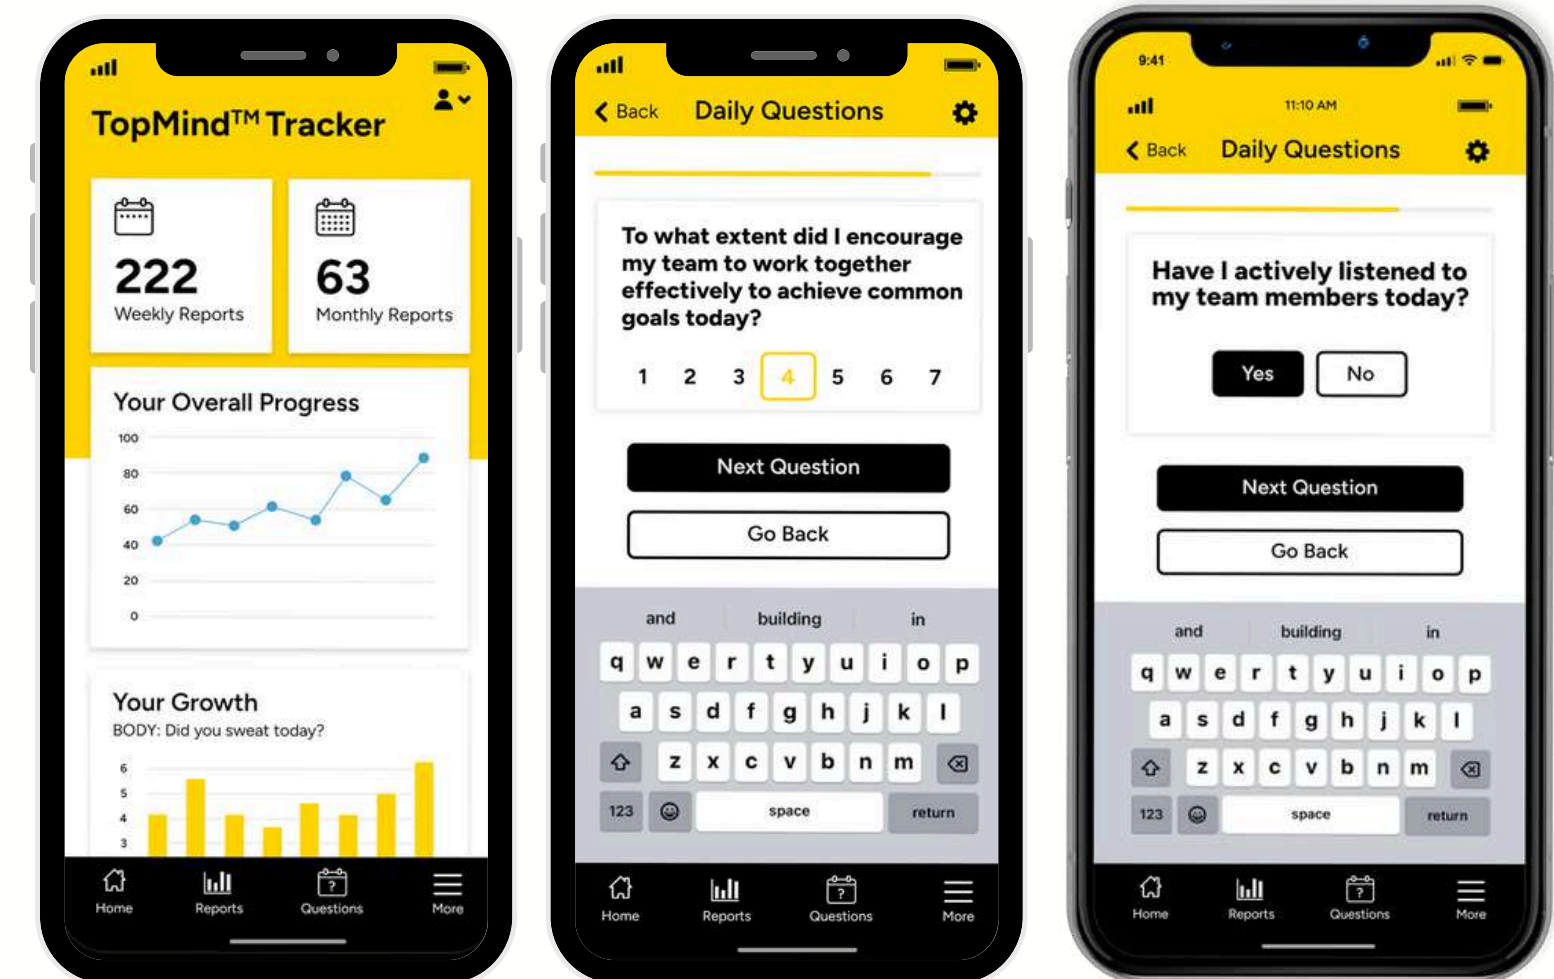 TopMind™ Tracker
222
Weekly Reports
63
Monthly Reports
Your Overall Progress
100
80
60
40
20
0
Your Growth
BODY: Did you sweat today?
6
5
4
3
Home Reports Questions More
Back Daily Questions
To what extent did I encourage
my team to work together
effectively to achieve common
goals today?
1 2 3 4 5 6 7
Next Question
Go Back
and building in
q w e r t y u i o p
a s d f g h j k l
z x c v b n m
123 space return
?
Home Reports Questions More
9:41
11:10 AM
Back Daily Questions
Have I actively listened to
my team members today?
Yes No
Next Question
Go Back
and building in
q w e r t y u i o p
a s d f g h j k l
z x c v b n m
123 space return
?
Home Reports Questions More